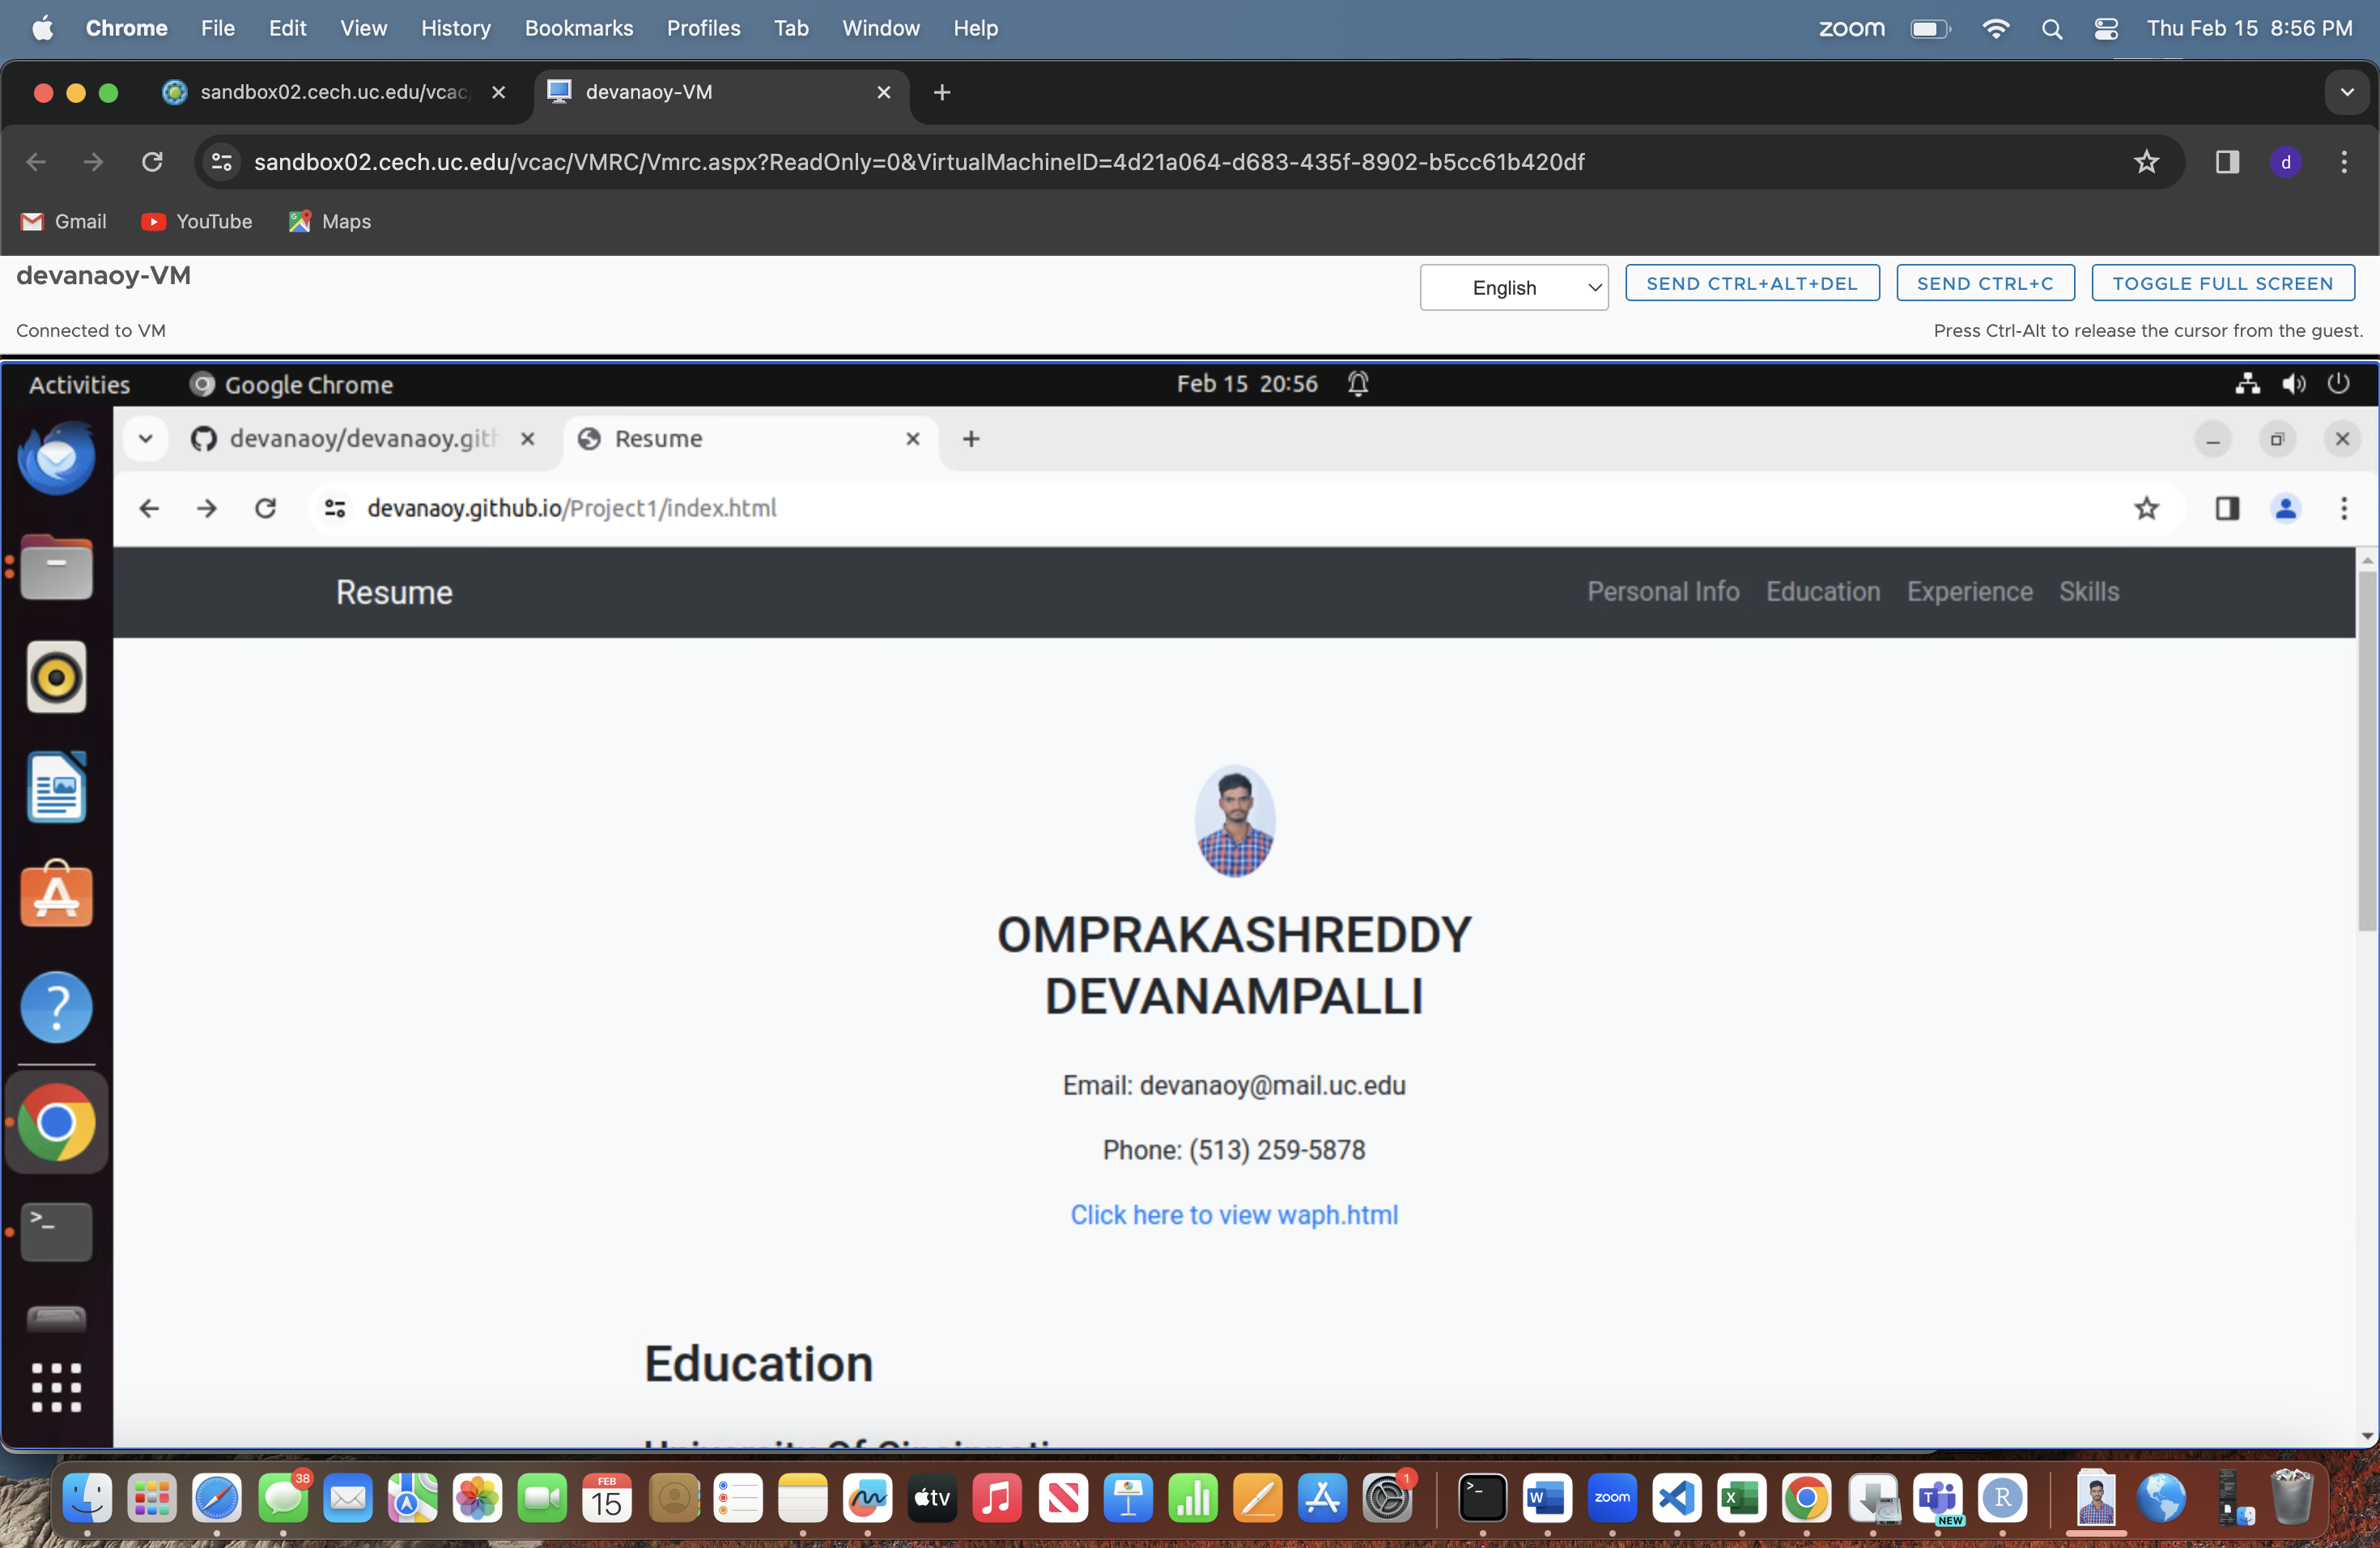 Chrome File Edit View History Bookmarks Profiles Tab Window Help zoom Thu Feb 15 8:56 PM
sandbox02.cech.uc.edu/vcac devanaoy-VM
sandbox02.cech.uc.edu/vcac/VMRC/Vmrc.aspx?ReadOnly=0&VirtualMachineID=4d21a064-d683-435f-8902-b5cc61b420df d
Gmail YouTube Maps
devanaoy-VM English SEND CTRL+ALT+DEL SEND CTRL+C TOGGLE FULL SCREEN
Connected to VM Press Ctrl-Alt to release the cursor from the guest.
Activities Google Chrome Feb 15 20:56
devanaoy/devanaoy.gith Resume
devanaoy.github.io/Project1/index.html
Resume Personal Info Education Experience Skills
OMPRAKASHREDDY
DEVANAMPALLI
Email: devanaoy@mail.uc.edu
Phone: (513) 259-5878
Click here to view waph.html
Education
University Of Cincinnati
38 FEB 15 tv 1 W zoom X T NEW R